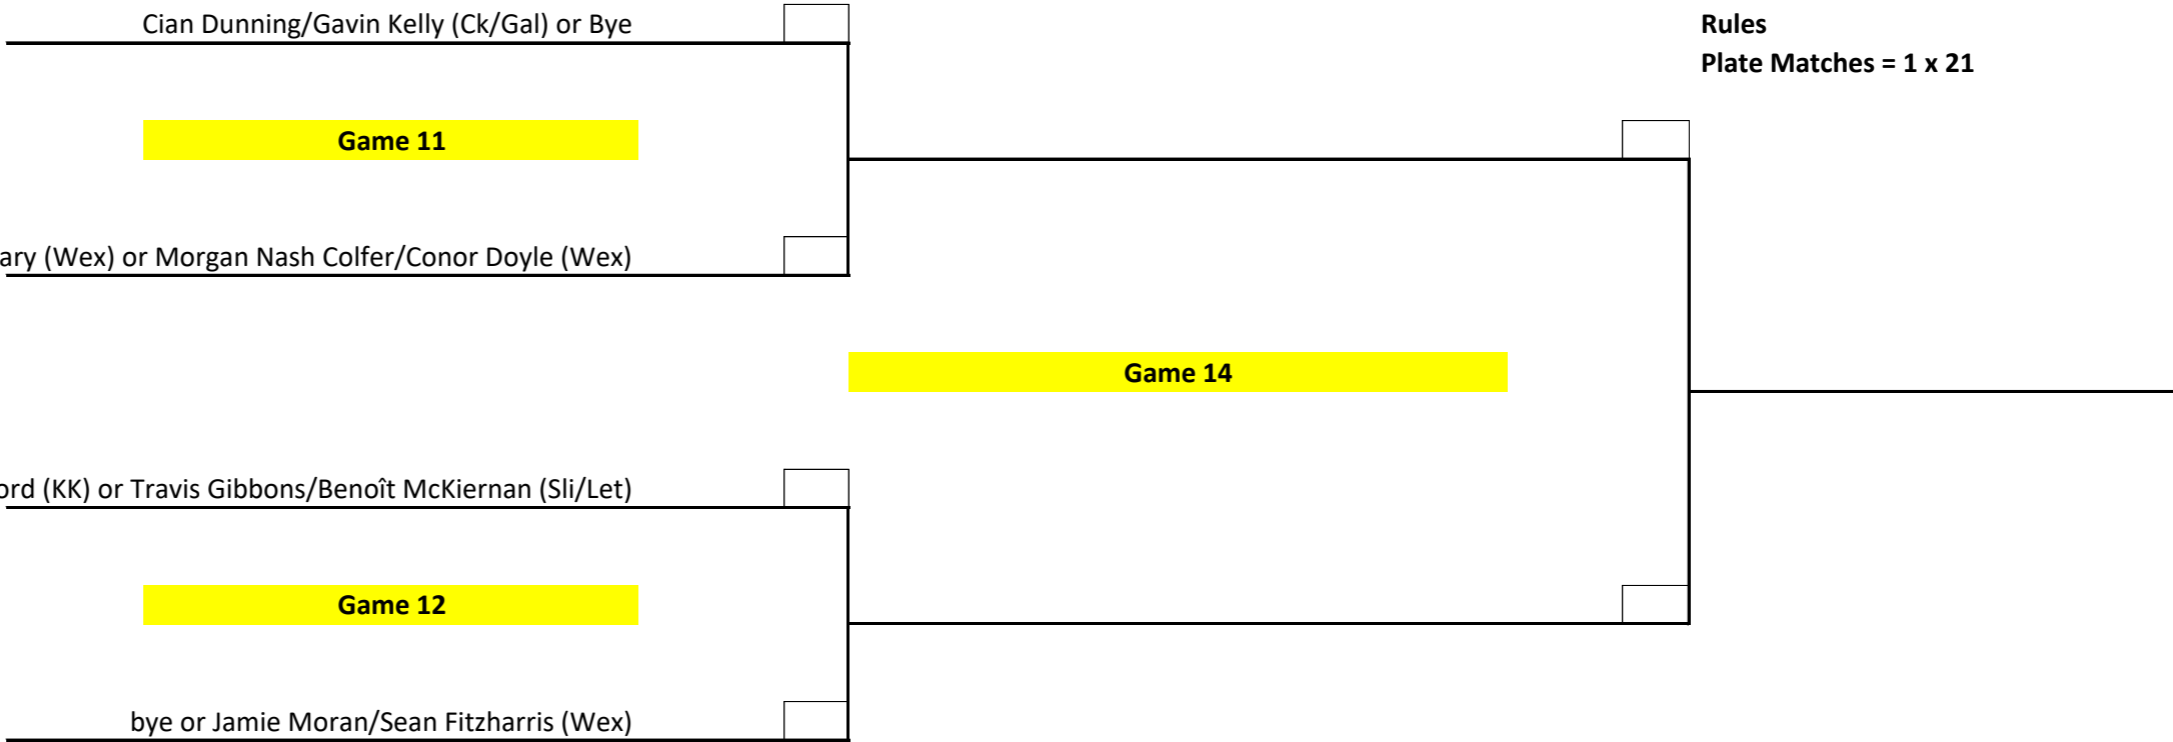 Cian Dunning/Gavin Kelly (Ck/Gal) or Bye
Rules
Plate Matches = 1 x 21
Game 11
ary (Wex) or Morgan Nash Colfer/Conor Doyle (Wex)
Game 14
ord (KK) or Travis Gibbons/Benoît McKiernan (Sli/Let)
Game 12
bye or Jamie Moran/Sean Fitzharris (Wex)